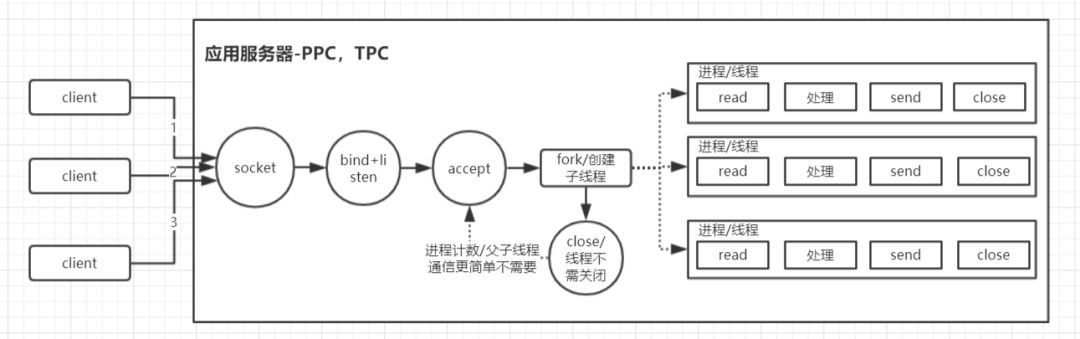 应用服务器-PPC，TPC
client
client
client
1
2
3
socket
bind+li
sten
accept
fork/创建
子线程
进程计数/父子线程
通信更简单不需要
close/
线程不
需关闭
进程/线程
read
处理
send
close
进程/线程
read
处理
send
close
进程/线程
read
处理
send
close